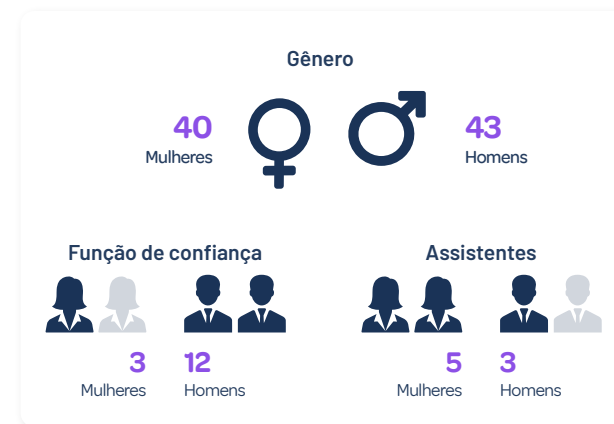 Gênero
40
Mulheres
43
Homens
Função de confiança
3
Mulheres
12
Homens
Assistentes
5
Mulheres
3
Homens